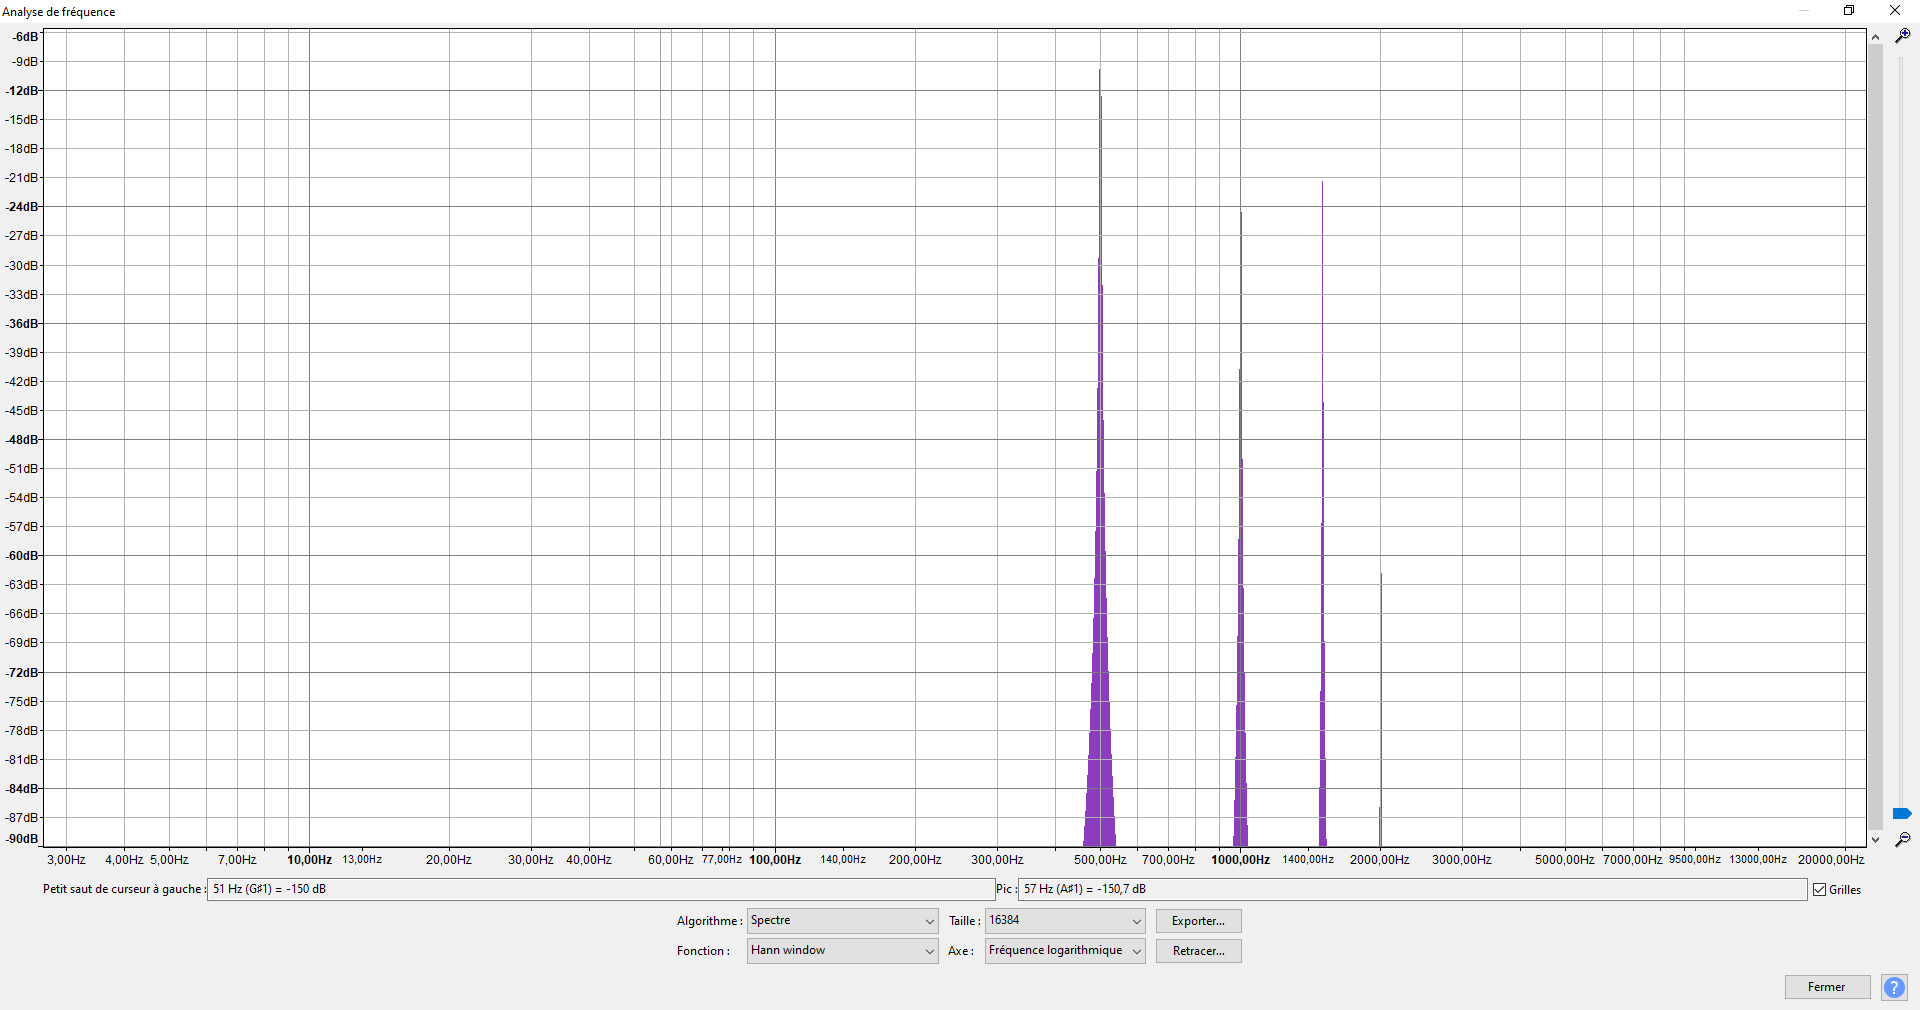 Analyse de fréquence
-6dB
-9dB
-12dB
-15dB
-18dB
-21dB
-24dB
-27dB
-30dB
-33dB
-36dB
-39dB
-42dB
-45dB
-48dB
-51dB
-54dB
-57dB
-60dB
-63dB
-66dB
-69dB
-72dB
-75dB
-78dB
-81dB
-84dB
-87dB
-90dB
3,00Hz 4,00Hz 5,00Hz 7,00Hz 10,00Hz 13,00Hz 20,00Hz 30,00Hz 40,00Hz 60,00Hz 77,00Hz 100,00Hz 140,00Hz 200,00Hz 300,00Hz 500,00Hz 700,00Hz 1000,00Hz 1400,00Hz 2000,00Hz 3000,00Hz 5000,00Hz 7000,00Hz 9500,00Hz 13000,00Hz 20000,00Hz
Petit saut de curseur à gauche : 51 Hz (G♯1) = -150 dB Pic : 57 Hz (A♯1) = -150,7 dB Grilles
Algorithme : Spectre Taille : 16384 Exporter...
Fonction : Hann window Axe : Fréquence logarithmique Retracer...
Fermer ?